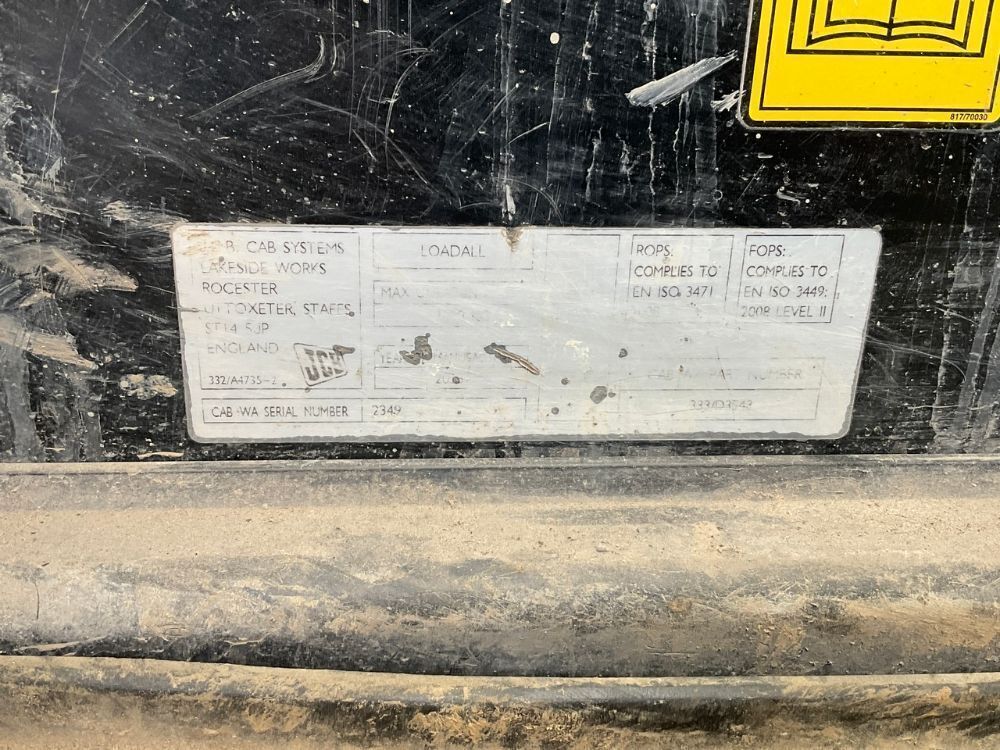 817/70030
CAB SYSTEMS
LAKESIDE WORKS
ROCESTER
UTTOXETER, STAFFS
ST14 5JP
ENGLAND
JCB
332/A4735-2
LOADALL
MAX
YEAR
ROPS:
COMPLIES TO
EN ISO 3471
FOPS:
COMPLIES TO
EN ISO 3449:
2008 LEVEL II
NUMBER
CAB WA SERIAL NUMBER
2349